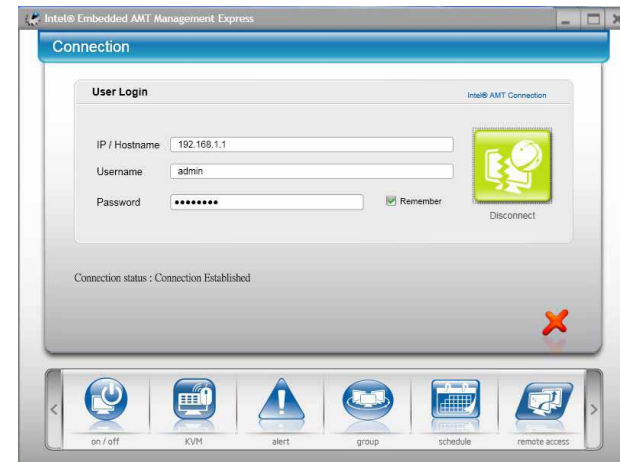 Intel® Embedded AMT Management Express
Connection
User Login
Intel® AMT Connection
IP / Hostname
192.168.1.1
Username
admin
Password
••••••••
Remember
Disconnect
Connection status : Connection Established
on / off
KVM
alert
group
schedule
remote access